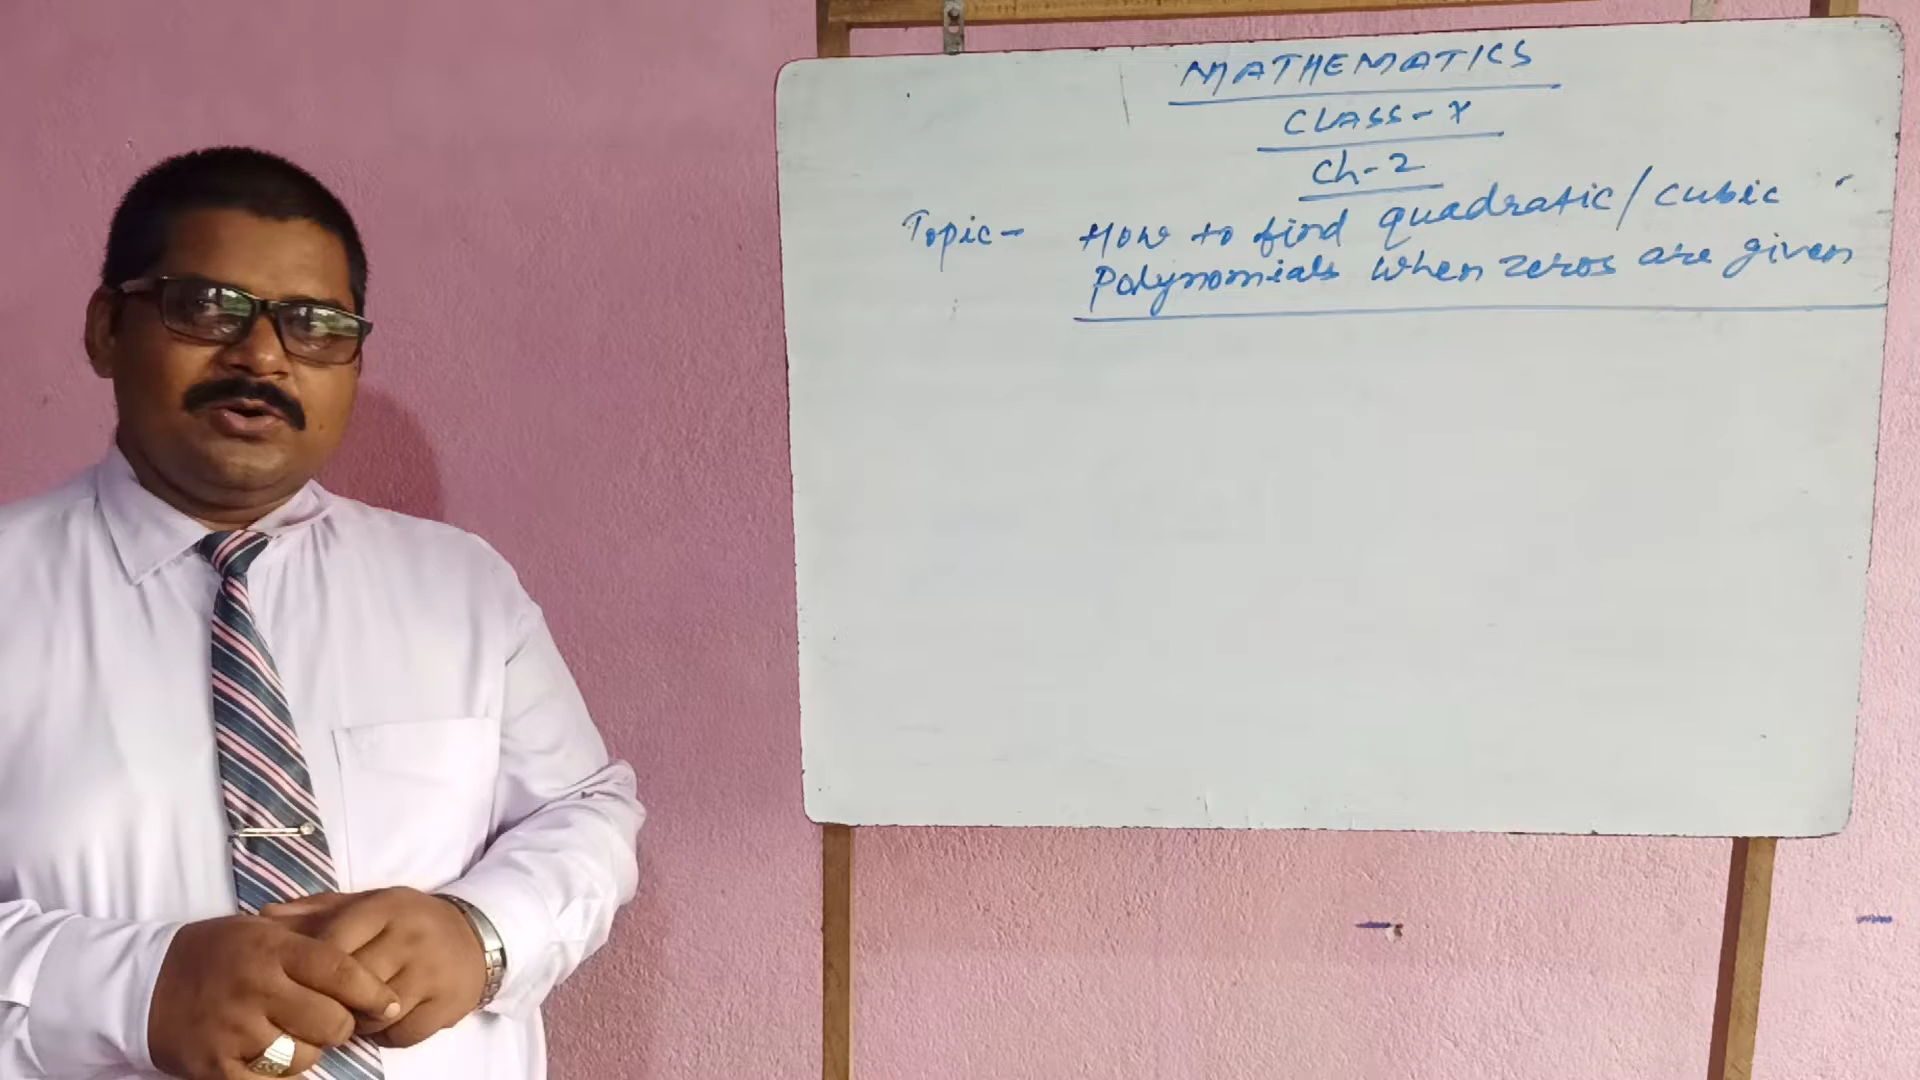 MATHEMATICS
CLASS-X
Ch-2
Topic- How to find quadratic/cubic
Polynomials when zeros are given